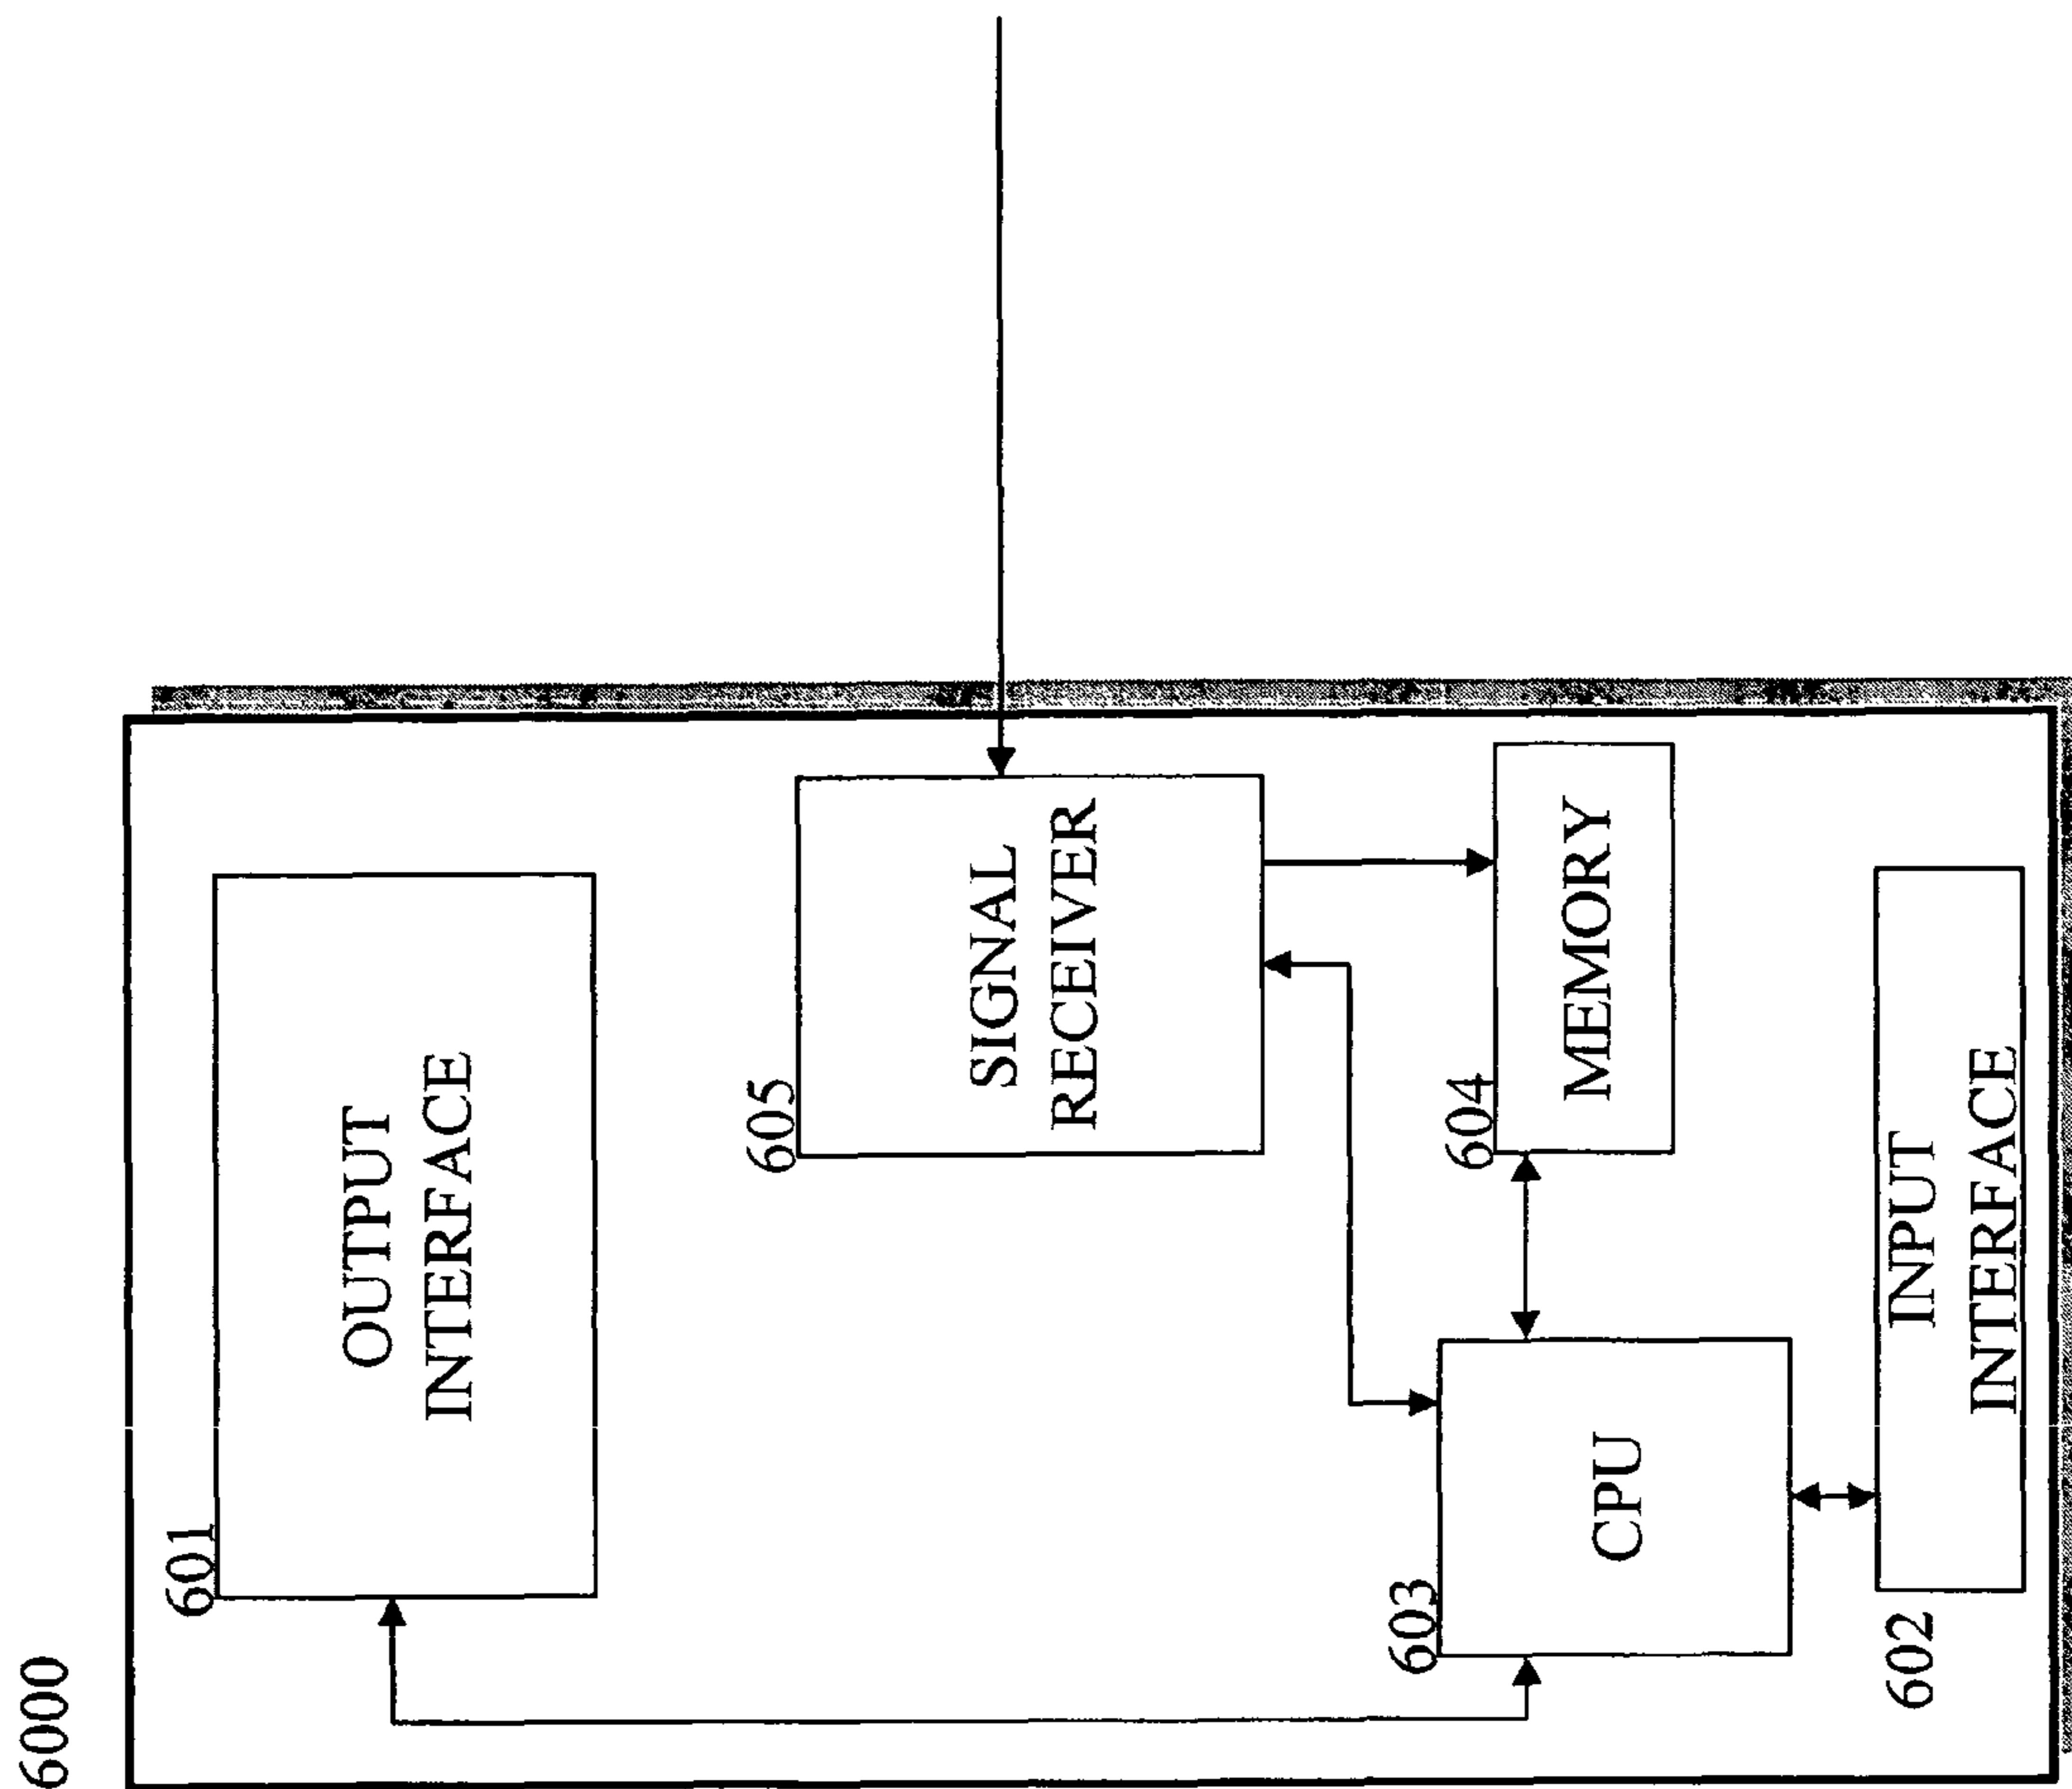 6000
601
OUTPUT
INTERFACE
605
SIGNAL
RECEIVER
603
CPU
604
MEMORY
602
INPUT
INTERFACE